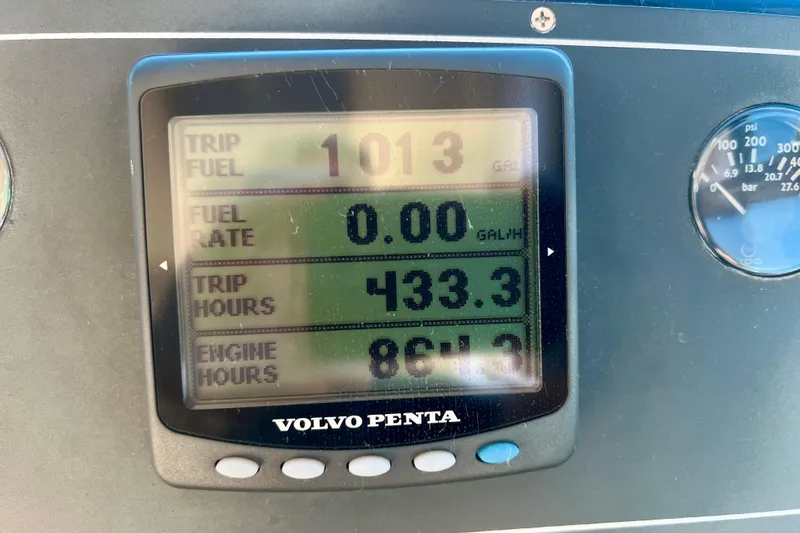 TRIP FUEL 1013 GAL
FUEL RATE 0.00 GAL/H
TRIP HOURS 433.3
ENGINE HOURS 864.3
VOLVO PENTA
psi
100 200 300
6.9 13.8 20.7 27.6
0 bar